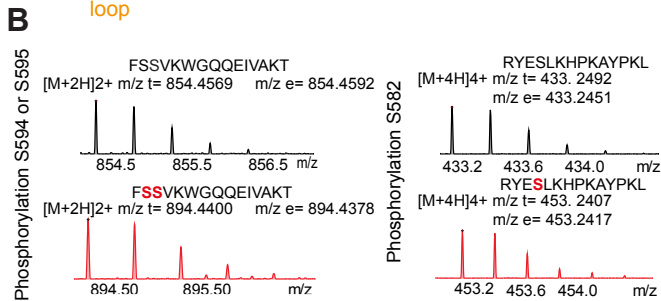 loop
B
Phosphorylation S594 or S595
FSSVKWGQQEIVAKT
[M+2H]2+ m/z t= 854.4569 m/z e= 854.4592
854.5 855.5 856.5 m/z
FSSVKWGQQEIVAKT
[M+2H]2+ m/z t= 894.4400 m/z e= 894.4378
894.50 895.50 m/z
Phosphorylation S582
RYESLKHPKAYPKL
[M+4H]4+ m/z t= 433. 2492
m/z e= 433.2451
433.2 433.6 434.0 m/z
RYESLKHPKAYPKL
[M+4H]4+ m/z t= 453. 2407
m/z e= 453.2417
453.2 453.6 454.0 m/z